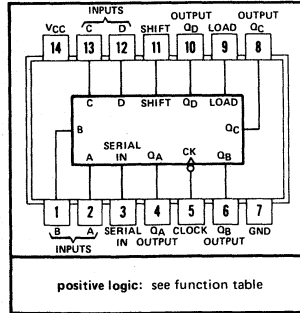 INPUTS OUTPUT OUTPUT
VCC C D SHIFT QD LOAD QC
14 13 12 11 10 9 8
C D SHIFT QD LOAD
B QC
SERIAL
A IN QA CK QB
1 2 3 4 5 6 7
B A SERIAL QA CLOCK QB GND
INPUTS IN OUTPUT OUTPUT
positive logic: see function table